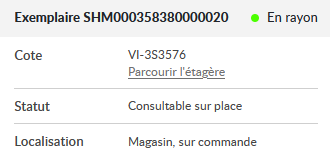 Exemplaire SHM000358380000020 En rayon
Cote VI-3S3576
Parcourir l'étagère
Statut Consultable sur place
Localisation Magasin, sur commande